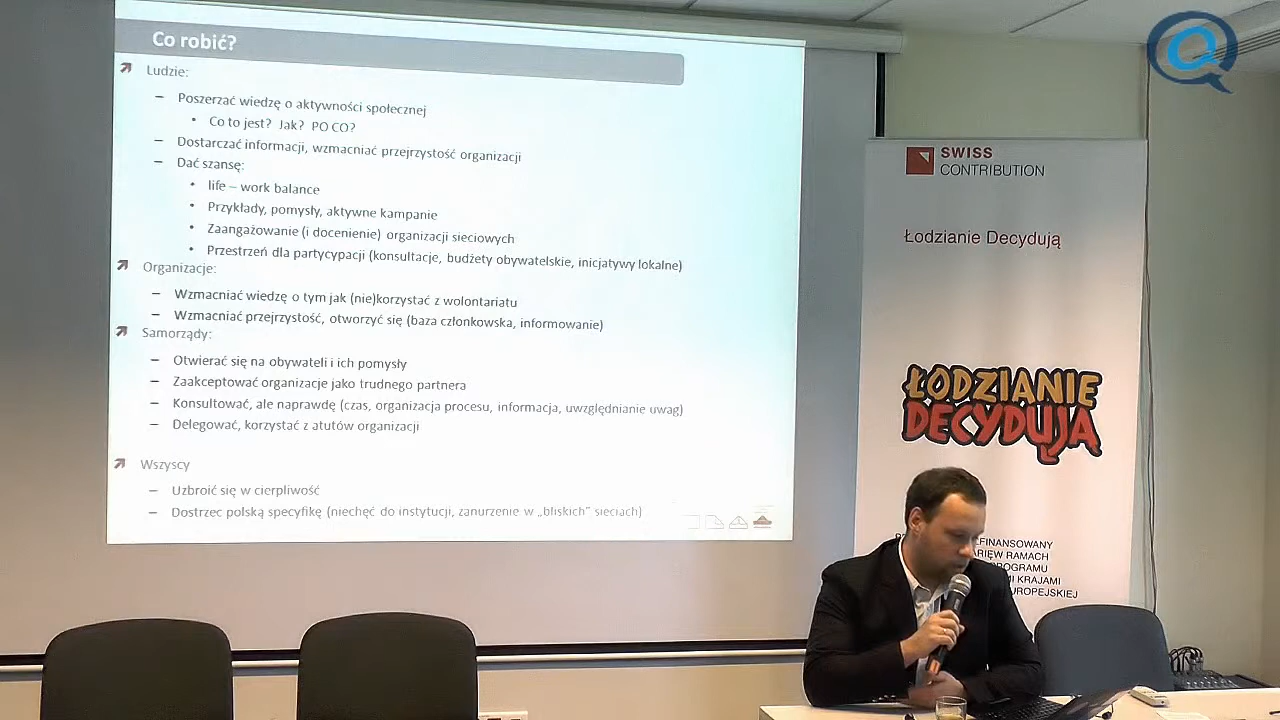 Co robić?
Ludzie:
– Poszerzać wiedzę o aktywności społecznej
• Co to jest? Jak? PO CO?
– Dostarczać informacji, wzmacniać przejrzystość organizacji
– Dać szansę:
• life – work balance
• Przykłady, pomysły, aktywne kampanie
• Zaangażowanie (i docenienie) organizacji sieciowych
• Przestrzeń dla partycypacji (konsultacje, budżety obywatelskie, inicjatywy lokalne)
Organizacje:
– Wzmacniać wiedzę o tym jak (nie)korzystać z wolontariatu
– Wzmacniać przejrzystość, otworzyć się (baza członkowska, informowanie)
Samorządy:
– Otwierać się na obywateli i ich pomysły
– Zaakceptować organizacje jako trudnego partnera
– Konsultować, ale naprawdę (czas, organizacja procesu, informacja, uwzględnianie uwag)
– Delegować, korzystać z atutów organizacji
Wszyscy
– Uzbroić się w cierpliwość
– Dostrzec polską specyfikę (niechęć do instytucji, zanurzenie w „bliskich” sieciach)
SWISS
CONTRIBUTION
Łodzianie Decydują
ŁODZIANIE
DECYDUJĄ
FINANSOWANY
W RAMACH
PROGRAMU
KRAJAMI
UROPEJSKIEJ